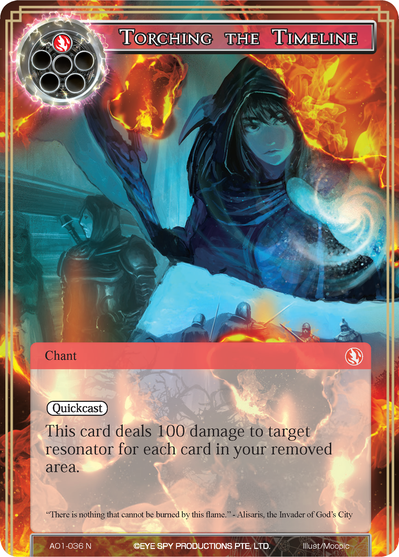 Torching the Timeline
Chant
Quickcast
This card deals 100 damage to target
resonator for each card in your removed
area.
"There is nothing that cannot be burned by this flame." - Alisaris, the Invader of God's City
AO1-036 N ©EYE SPY PRODUCTIONS PTE. LTD. Illust/Moopic